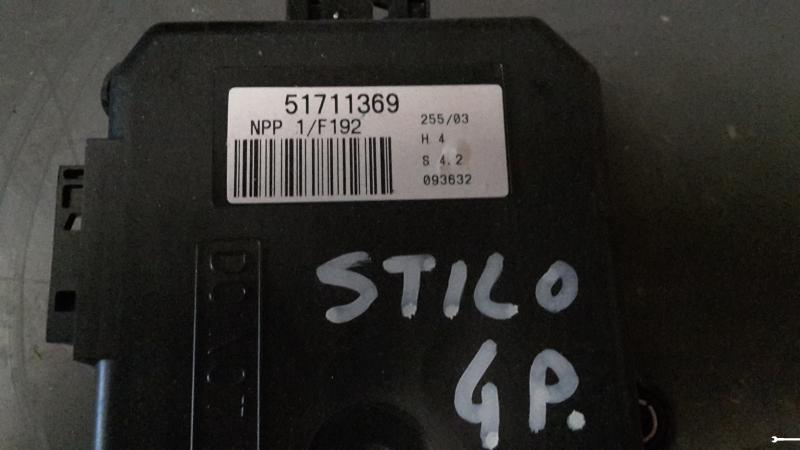 51711369
NPP 1/F192
255/03
H 4
S 4.2
093632
STILO
4P.